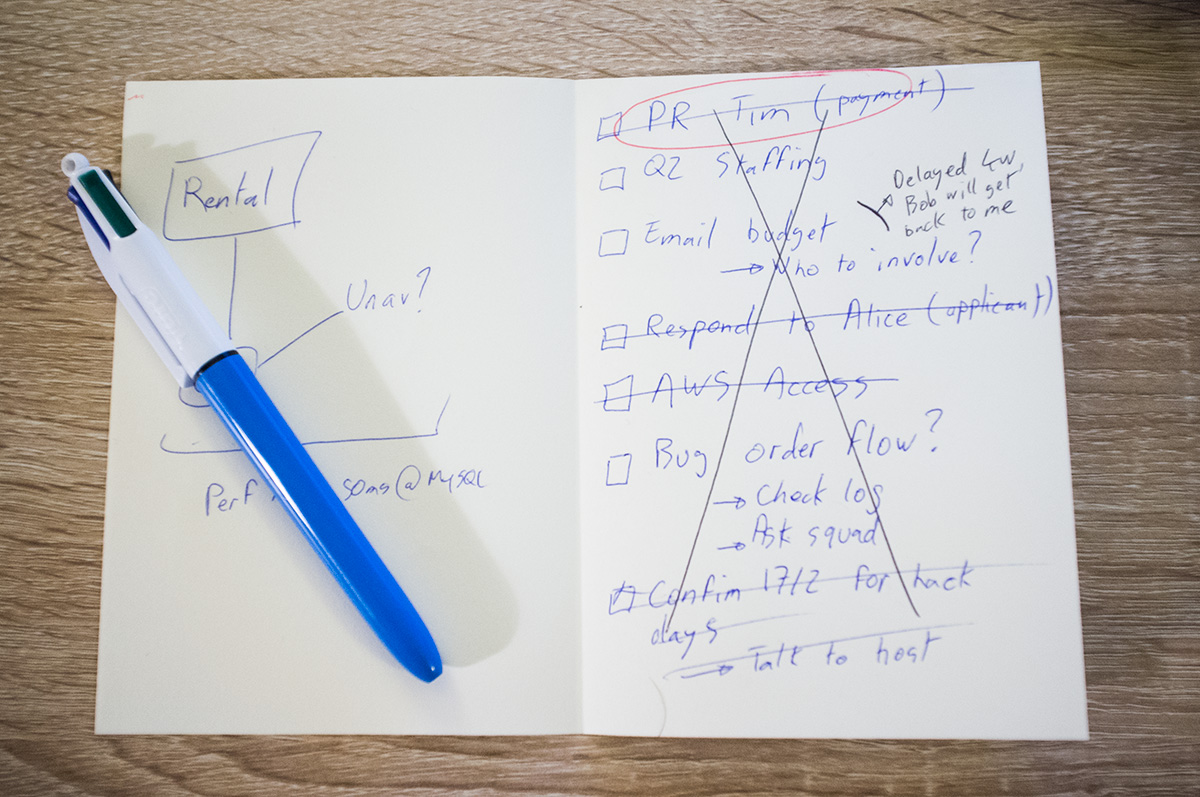 Rental
Unav?
Perf
50ms@MySQL
PR Tim (payment)
Q2 Staffing
Delayed 4w,
Bob will get
back to me
Email budget
→ Who to involve?
Respond to Alice (applicant)
AWS Access
Bug order flow?
→ Check log
→ Ask squad
Confim 17/2 for hack
days
→ Talk to host